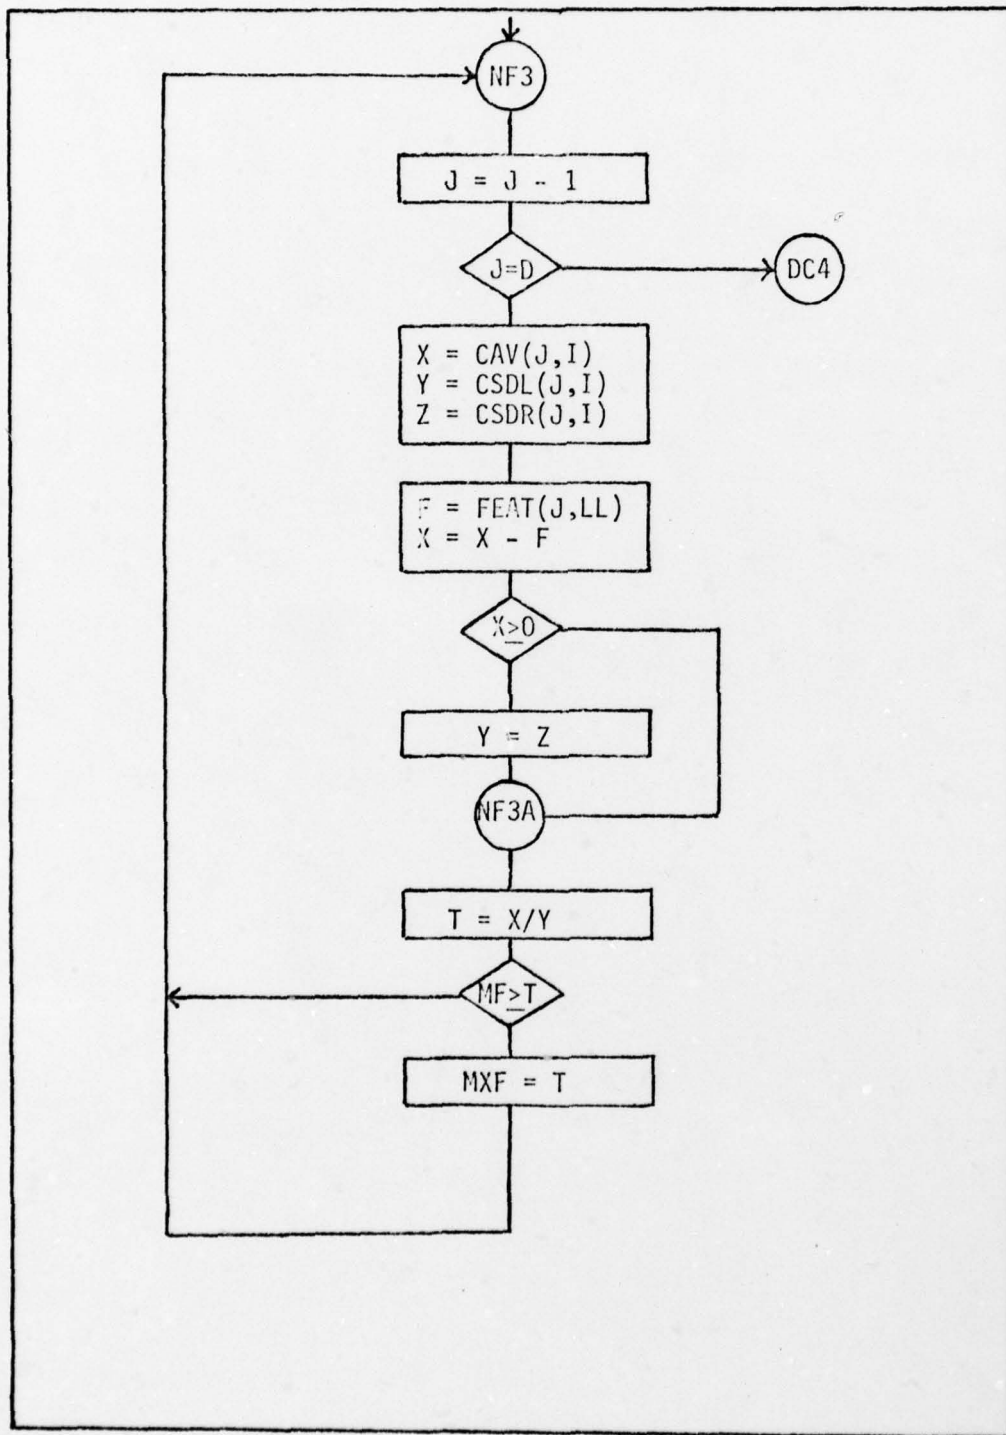 NF3
J = J - 1
J=D
DC4
X = CAV(J,I)
Y = CSDL(J,I)
Z = CSDR(J,I)
F = FEAT(J,LL)
X = X - F
X≥0
Y = Z
NF3A
T = X/Y
MF≥T
MXF = T